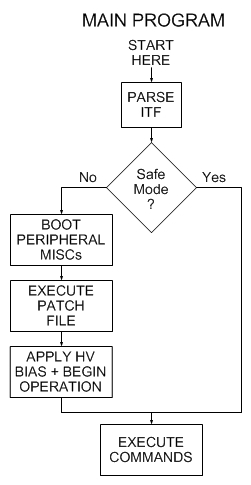 MAIN PROGRAM
START
HERE
PARSE
ITF
Safe
Mode
?
No
Yes
BOOT
PERIPHERAL
MISCs
EXECUTE
PATCH
FILE
APPLY HV
BIAS + BEGIN
OPERATION
EXECUTE
COMMANDS